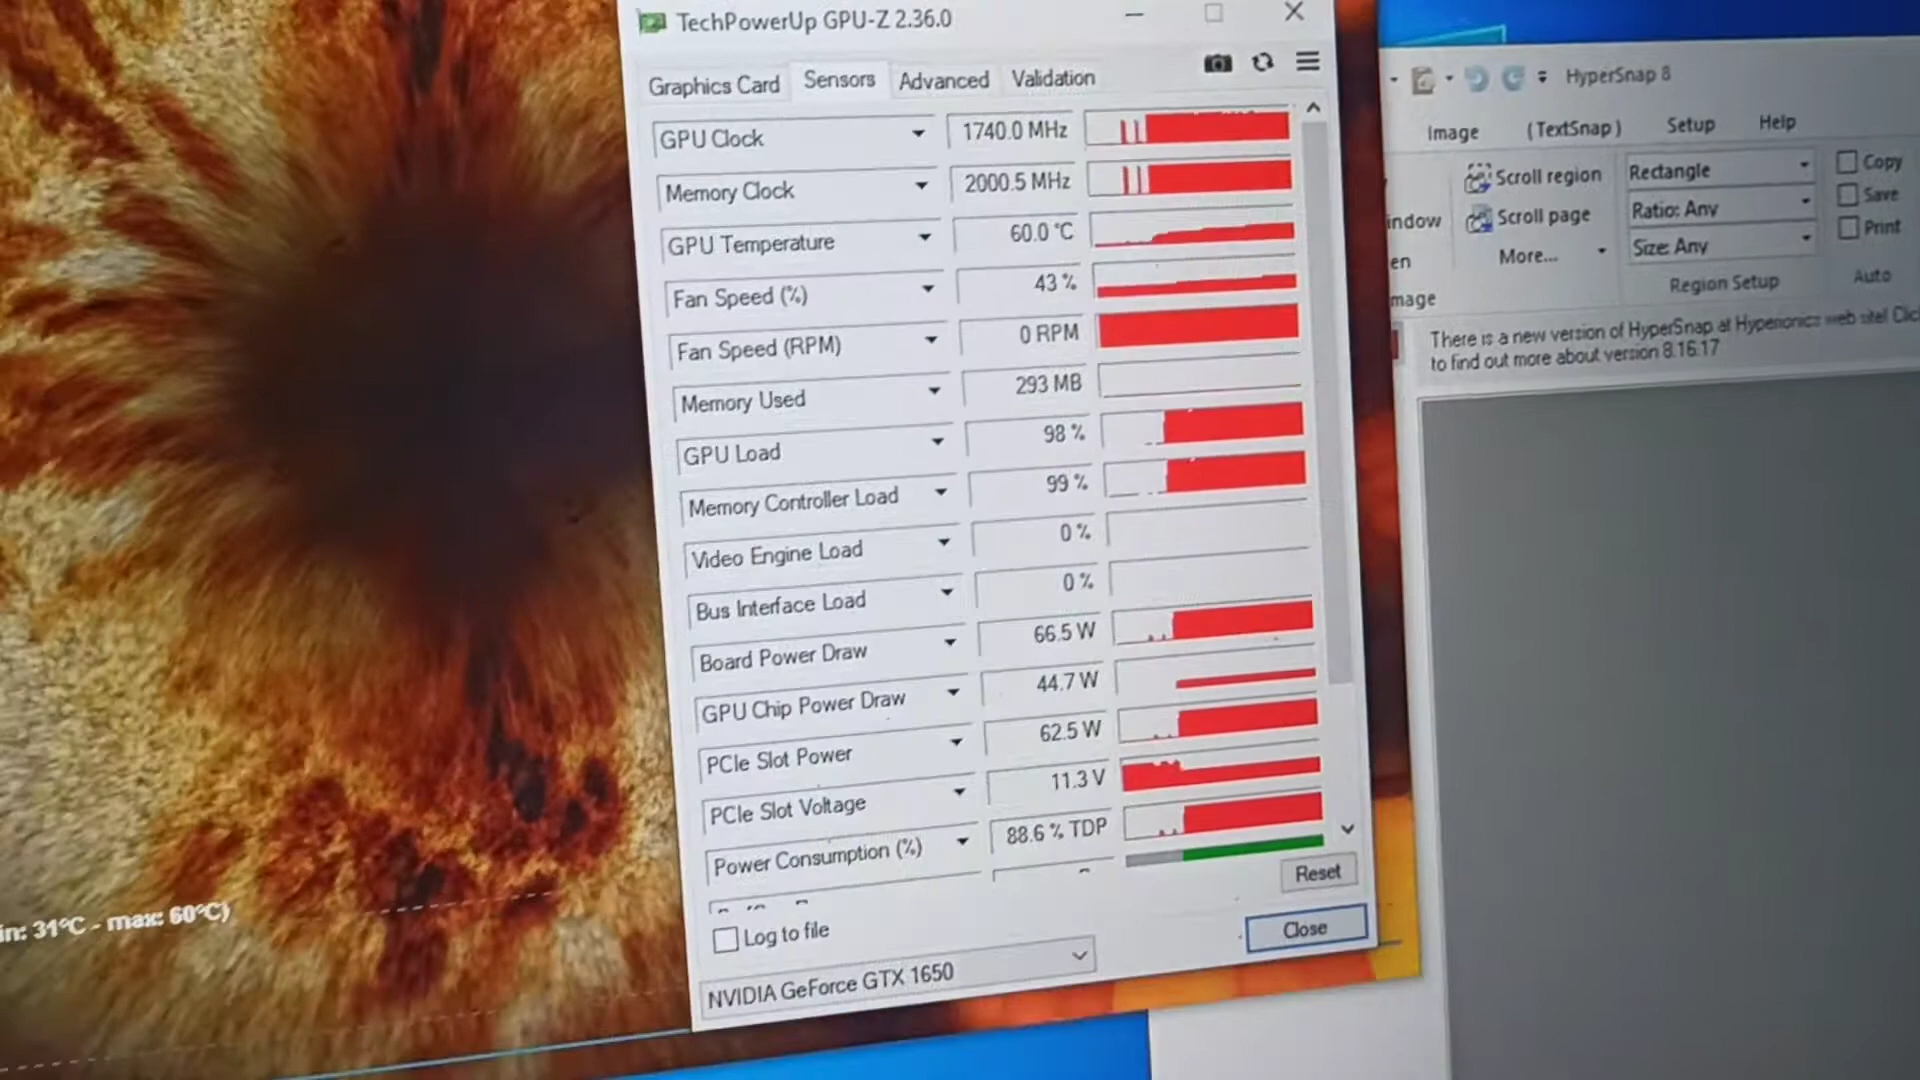 TechPowerUp GPU-Z 2.36.0
Graphics Card Sensors Advanced Validation
GPU Clock 1740.0 MHz
Memory Clock 2000.5 MHz
GPU Temperature 60.0 °C
Fan Speed (%) 43 %
Fan Speed (RPM) 0 RPM
Memory Used 293 MB
GPU Load 98 %
Memory Controller Load 99 %
Video Engine Load 0 %
Bus Interface Load 0 %
Board Power Draw 66.5 W
GPU Chip Power Draw 44.7 W
PCIe Slot Power 62.5 W
PCIe Slot Voltage 11.3 V
Power Consumption (%) 88.6 % TDP
Reset
Log to file
Close
NVIDIA GeForce GTX 1650
in: 31°C - max: 60°C)
HyperSnap 8
Image (TextSnap) Setup Help
Scroll region Rectangle Copy
indow Scroll page Ratio: Any Save
en More... Size: Any Print
mage Region Setup Auto
There is a new version of HyperSnap at Hyperionics web site! Clic
to find out more about version 8.16.17